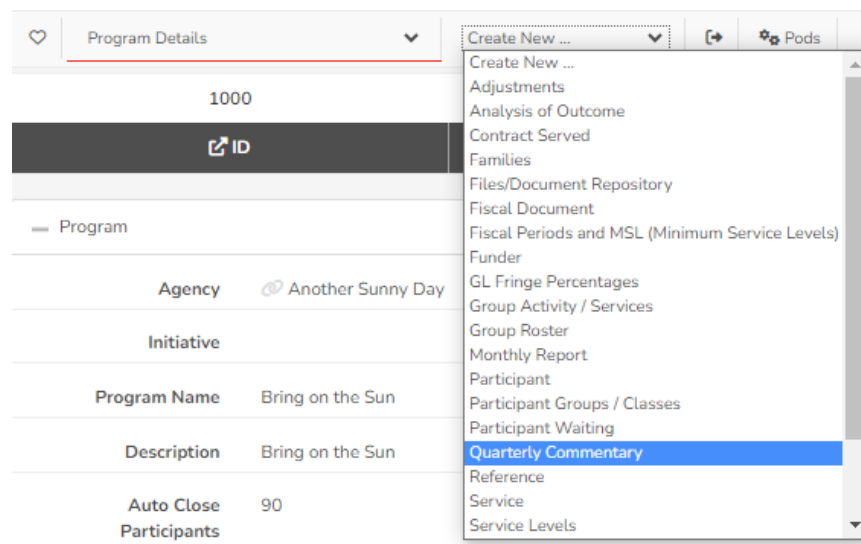 Program Details
Create New ...
Pods
1000
ID
Program
Agency
Another Sunny Day
Initiative
Program Name
Bring on the Sun
Description
Bring on the Sun
Auto Close
Participants
90
Create New ...
Adjustments
Analysis of Outcome
Contract Served
Families
Files/Document Repository
Fiscal Document
Fiscal Periods and MSL (Minimum Service Levels)
Funder
GL Fringe Percentages
Group Activity / Services
Group Roster
Monthly Report
Participant
Participant Groups / Classes
Participant Waiting
Quarterly Commentary
Reference
Service
Service Levels